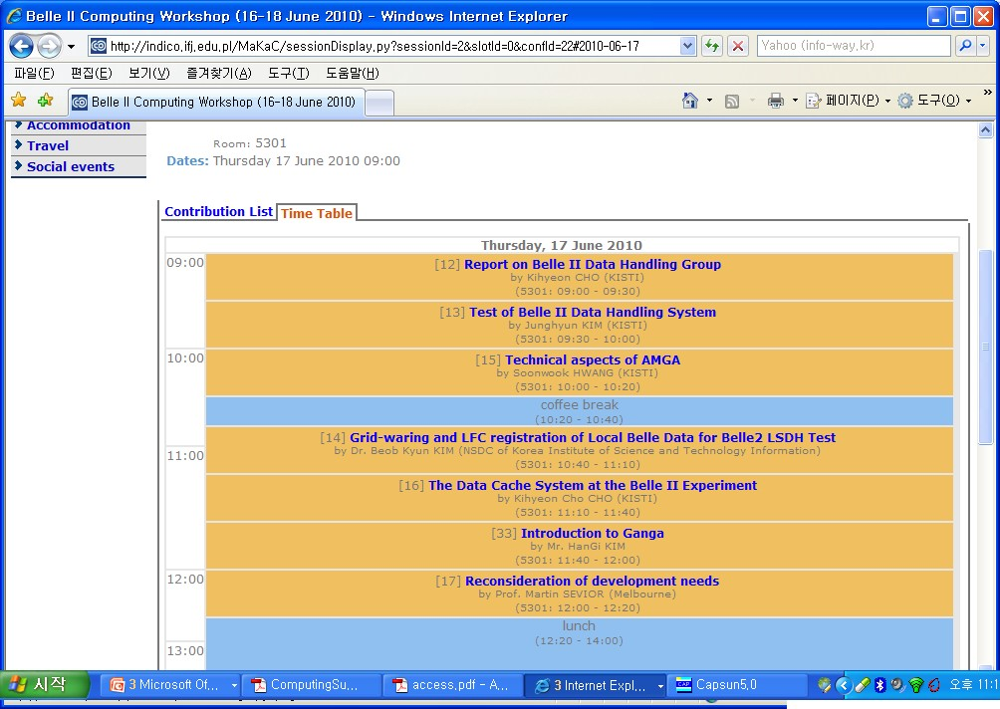 Belle II Computing Workshop (16-18 June 2010) - Windows Internet Explorer
http://indico.ifj.edu.pl/MaKaC/sessionDisplay.py?sessionId=2&slotId=0&confId=22#2010-06-17
Yahoo (info-way.kr)
파일(F) 편집(E) 보기(V) 즐겨찾기(A) 도구(T) 도움말(H)
Belle II Computing Workshop (16-18 June 2010)
페이지(P) 도구(O) »
Accommodation
Travel
Social events
Room: 5301
Dates: Thursday 17 June 2010 09:00
Contribution List Time Table
Thursday, 17 June 2010
09:00
[12] Report on Belle II Data Handling Group
by Kihyeon CHO (KISTI)
(5301: 09:00 - 09:30)
[13] Test of Belle II Data Handling System
by Junghyun KIM (KISTI)
(5301: 09:30 - 10:00)
10:00
[15] Technical aspects of AMGA
by Soonwook HWANG (KISTI)
(5301: 10:00 - 10:20)
coffee break
(10:20 - 10:40)
[14] Grid-waring and LFC registration of Local Belle Data for Belle2 LSDH Test
by Dr. Beob Kyun KIM (NSDC of Korea Institute of Science and Technology Information)
11:00
(5301: 10:40 - 11:10)
[16] The Data Cache System at the Belle II Experiment
by Kihyeon Cho CHO (KISTI)
(5301: 11:10 - 11:40)
[33] Introduction to Ganga
by Mr. HanGi KIM
(5301: 11:40 - 12:00)
12:00
[17] Reconsideration of development needs
by Prof. Martin SEVIOR (Melbourne)
(5301: 12:00 - 12:20)
lunch
(12:20 - 14:00)
13:00
시작 3 Microsoft Of... ComputingSu... access.pdf - A... 3 Internet Expl... Capsun5.0 오후 11:1